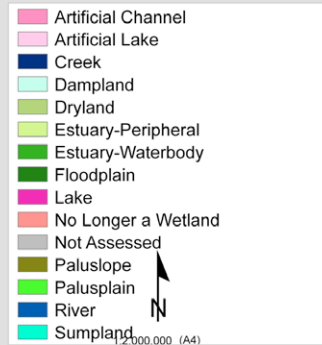 Artificial Channel
Artificial Lake
Creek
Dampland
Dryland
Estuary-Peripheral
Estuary-Waterbody
Floodplain
Lake
No Longer a Wetland
Not Assessed
Paluslope
Palusplain
N
River
Sumpland
1:2,000,000 (A4)